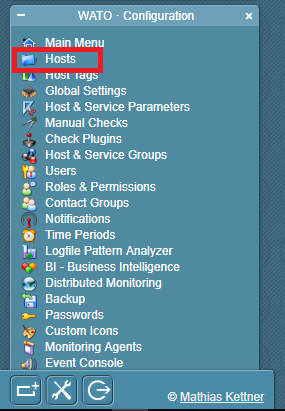 WATO · Configuration
Main Menu
Hosts
Host Tags
Global Settings
Host & Service Parameters
Manual Checks
Check Plugins
Host & Service Groups
Users
Roles & Permissions
Contact Groups
Notifications
Time Periods
Logfile Pattern Analyzer
BI - Business Intelligence
Distributed Monitoring
Backup
Passwords
Custom Icons
Monitoring Agents
Event Console
© Mathias Kettner